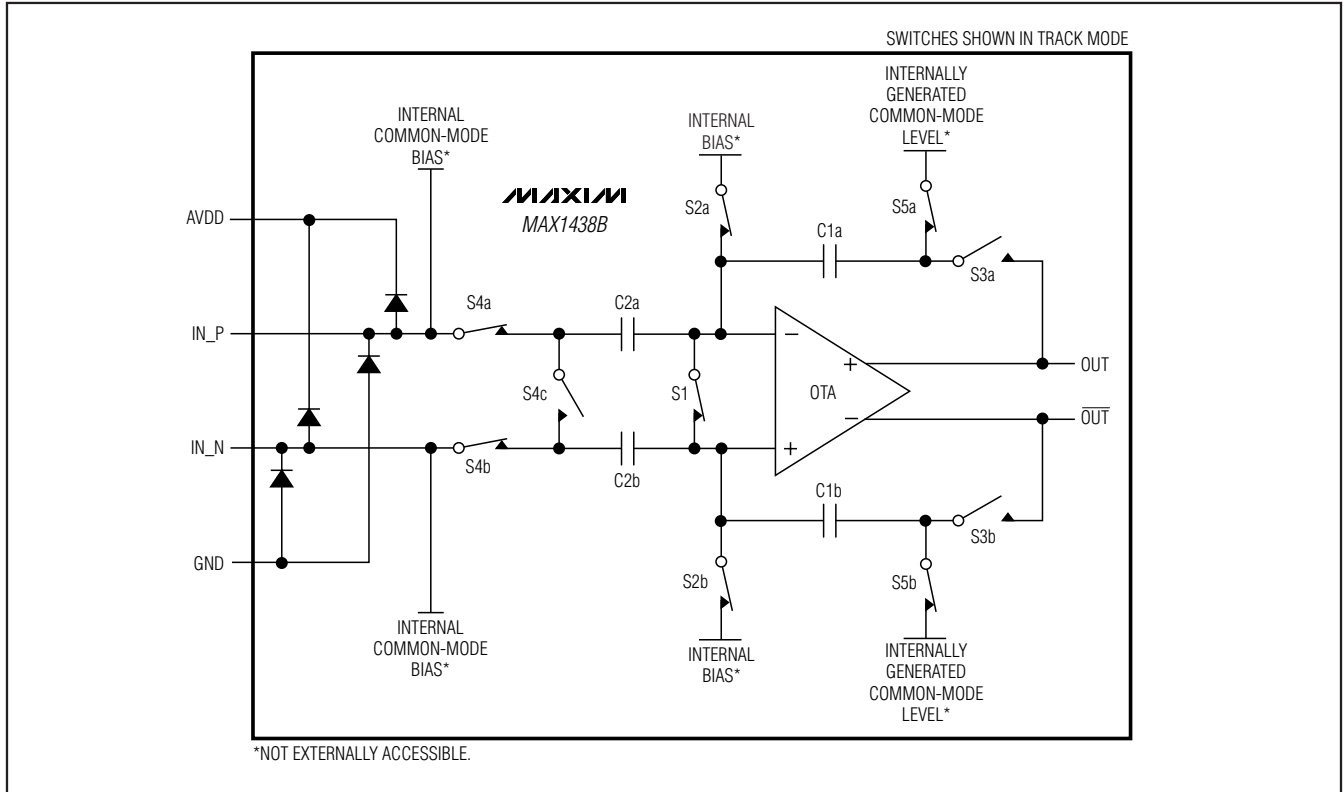 SWITCHES SHOWN IN TRACK MODE
INTERNALLY
GENERATED
COMMON-MODE
LEVEL*
INTERNAL
COMMON-MODE
BIAS*
INTERNAL
BIAS*
MAXIM
MAX1438B
AVDD
S2a
S5a
C1a
S3a
S4a
C2a
IN_P
−
+
OUT
S4c
S1
OTA
−
OUT
IN_N
+
S4b
C2b
C1b
S3b
GND
S2b
S5b
INTERNAL
COMMON-MODE
BIAS*
INTERNAL
BIAS*
INTERNALLY
GENERATED
COMMON-MODE
LEVEL*
*NOT EXTERNALLY ACCESSIBLE.